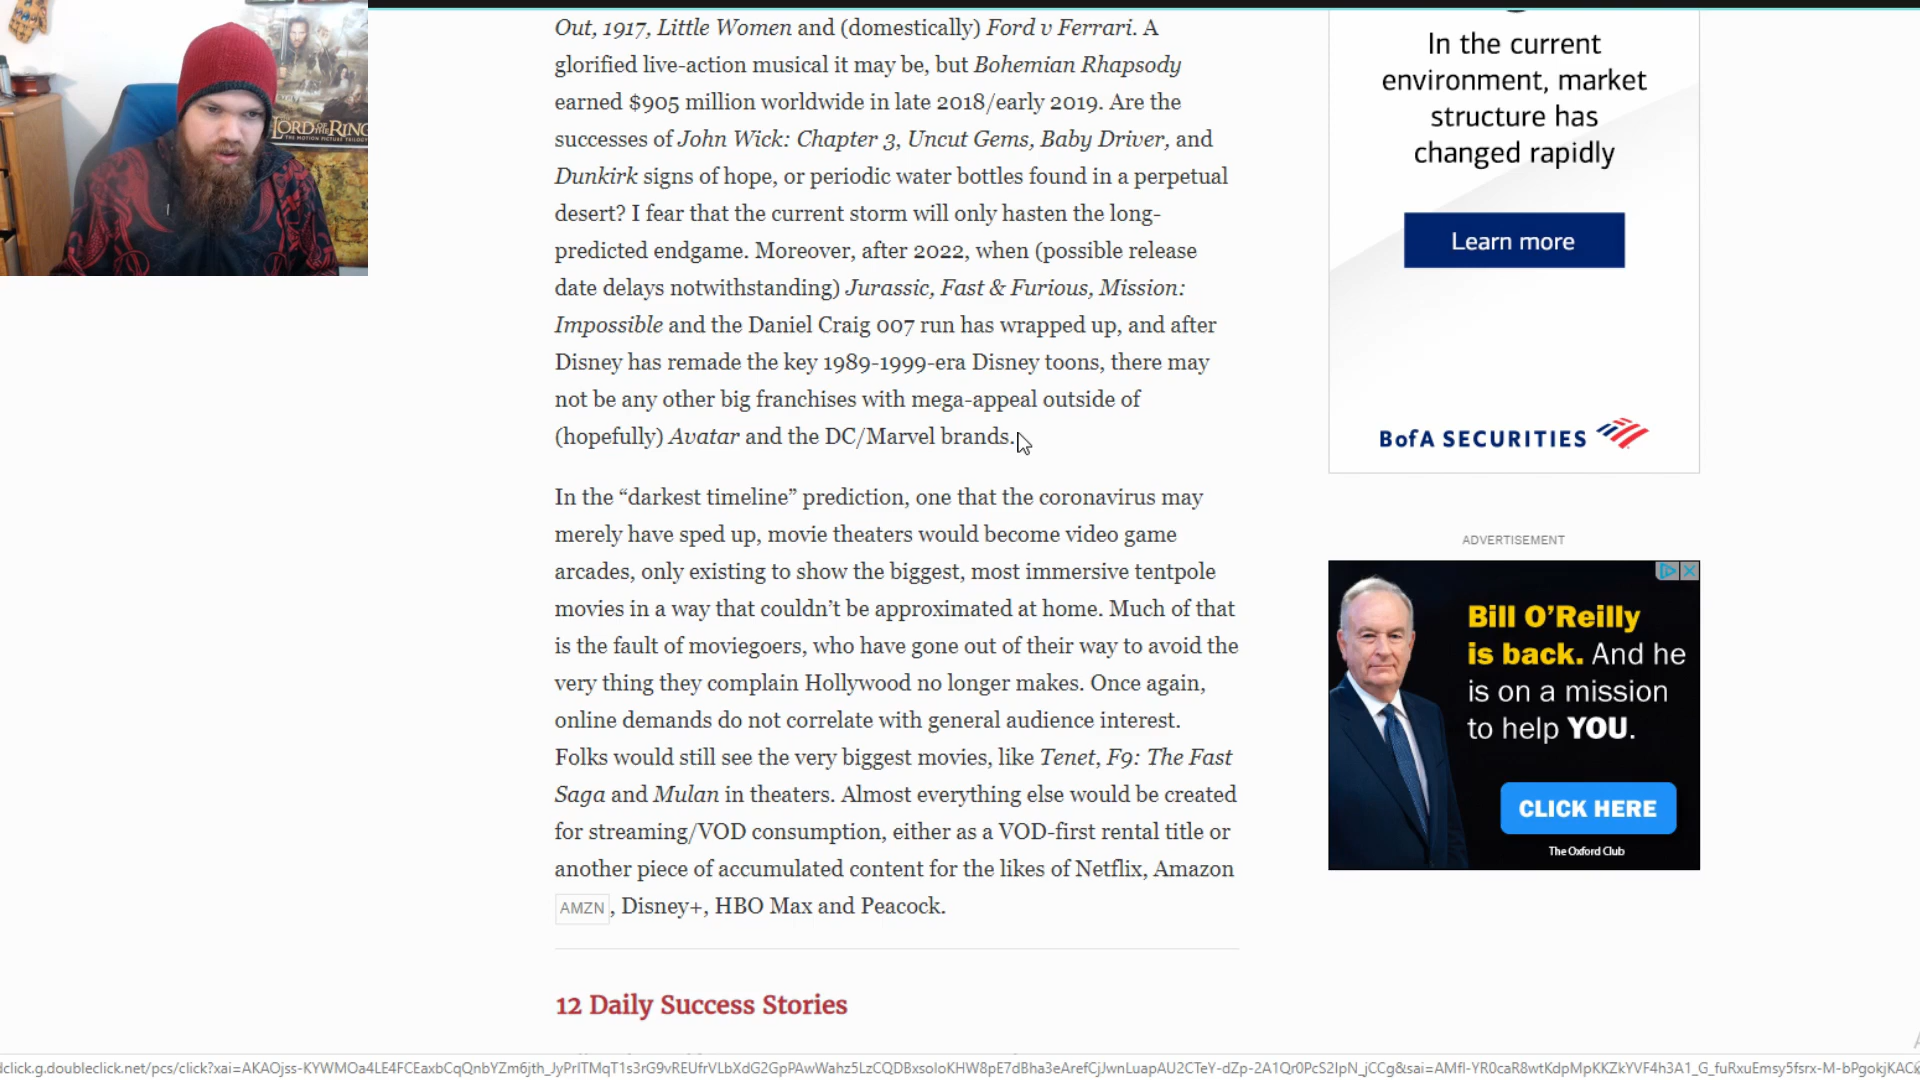 LORD OF THE RING
THE MOTION PICTURE TRILOGY
Out, 1917, Little Women and (domestically) Ford v Ferrari. A
glorified live-action musical it may be, but Bohemian Rhapsody
earned $905 million worldwide in late 2018/early 2019. Are the
successes of John Wick: Chapter 3, Uncut Gems, Baby Driver, and
Dunkirk signs of hope, or periodic water bottles found in a perpetual
desert? I fear that the current storm will only hasten the long-
predicted endgame. Moreover, after 2022, when (possible release
date delays notwithstanding) Jurassic, Fast & Furious, Mission:
Impossible and the Daniel Craig 007 run has wrapped up, and after
Disney has remade the key 1989-1999-era Disney toons, there may
not be any other big franchises with mega-appeal outside of
(hopefully) Avatar and the DC/Marvel brands.
In the “darkest timeline” prediction, one that the coronavirus may
merely have sped up, movie theaters would become video game
arcades, only existing to show the biggest, most immersive tentpole
movies in a way that couldn’t be approximated at home. Much of that
is the fault of moviegoers, who have gone out of their way to avoid the
very thing they complain Hollywood no longer makes. Once again,
online demands do not correlate with general audience interest.
Folks would still see the very biggest movies, like Tenet, F9: The Fast
Saga and Mulan in theaters. Almost everything else would be created
for streaming/VOD consumption, either as a VOD-first rental title or
another piece of accumulated content for the likes of Netflix, Amazon
AMZN , Disney+, HBO Max and Peacock.
12 Daily Success Stories
In the current
environment, market
structure has
changed rapidly
Learn more
BofA SECURITIES
ADVERTISEMENT
Bill O’Reilly
is back. And he
is on a mission
to help YOU.
CLICK HERE
The Oxford Club